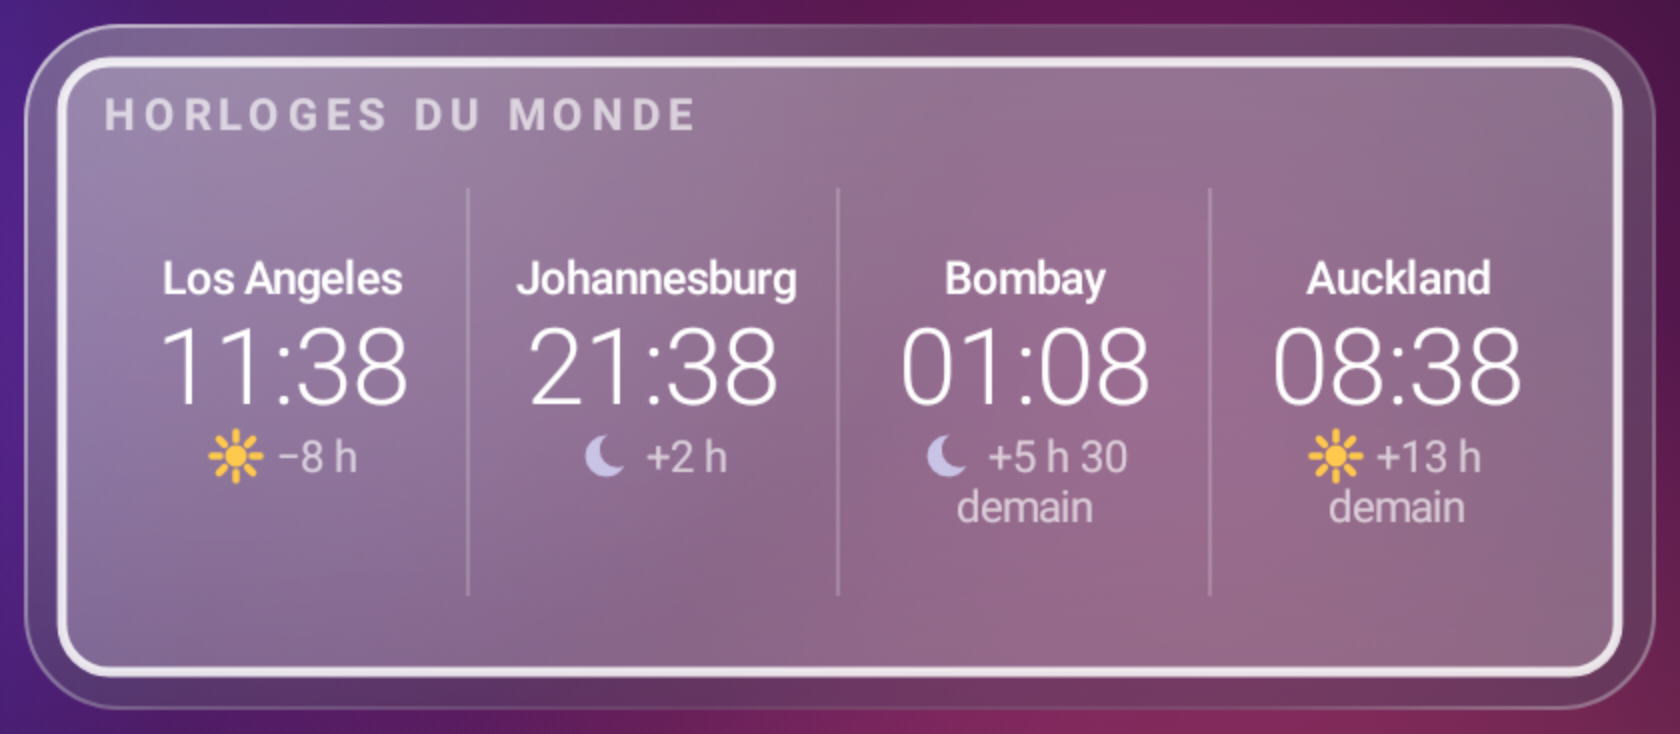 HORLOGES DU MONDE
Los Angeles
11:38
−8 h
Johannesburg
21:38
+2 h
Bombay
01:08
+5 h 30
demain
Auckland
08:38
+13 h
demain